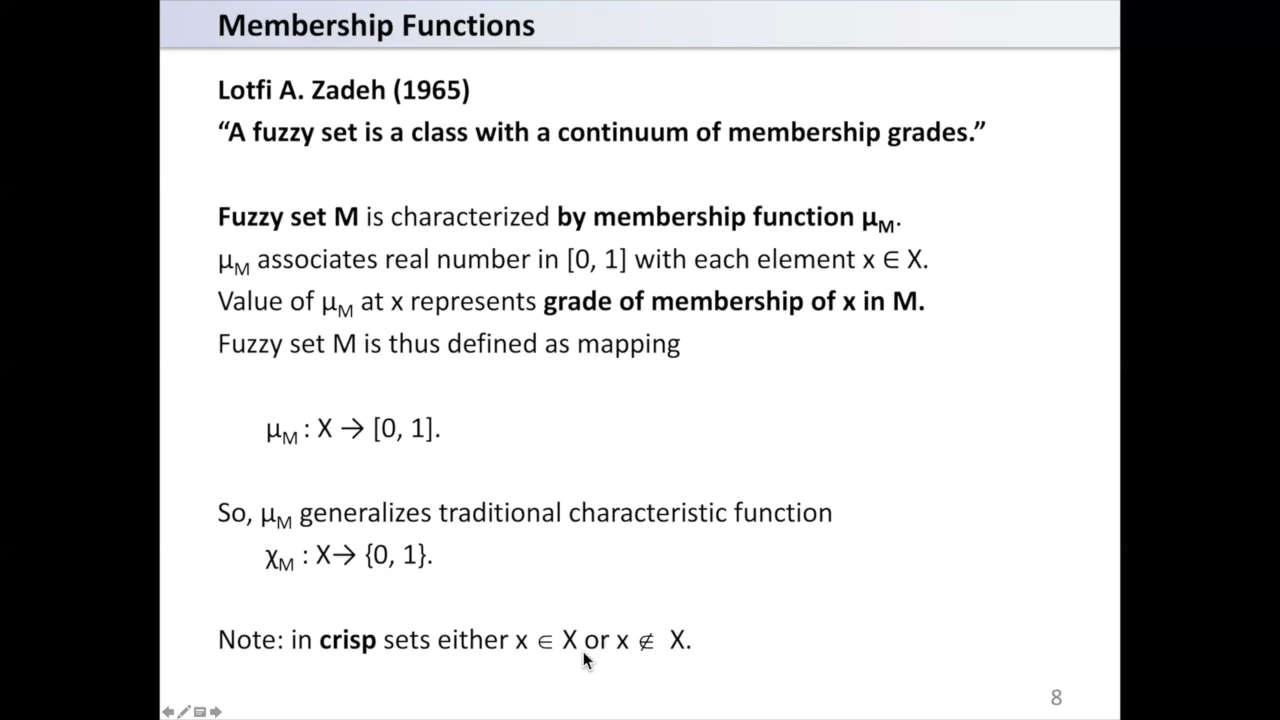 Membership Functions
Lotfi A. Zadeh (1965)
“A fuzzy set is a class with a continuum of membership grades.”
Fuzzy set M is characterized by membership function μM.
μM associates real number in [0, 1] with each element x ∈ X.
Value of μM at x represents grade of membership of x in M.
Fuzzy set M is thus defined as mapping
μM : X → [0, 1].
So, μM generalizes traditional characteristic function
χM : X→ {0, 1}.
Note: in crisp sets either x ∈ X or x ∉ X.
8